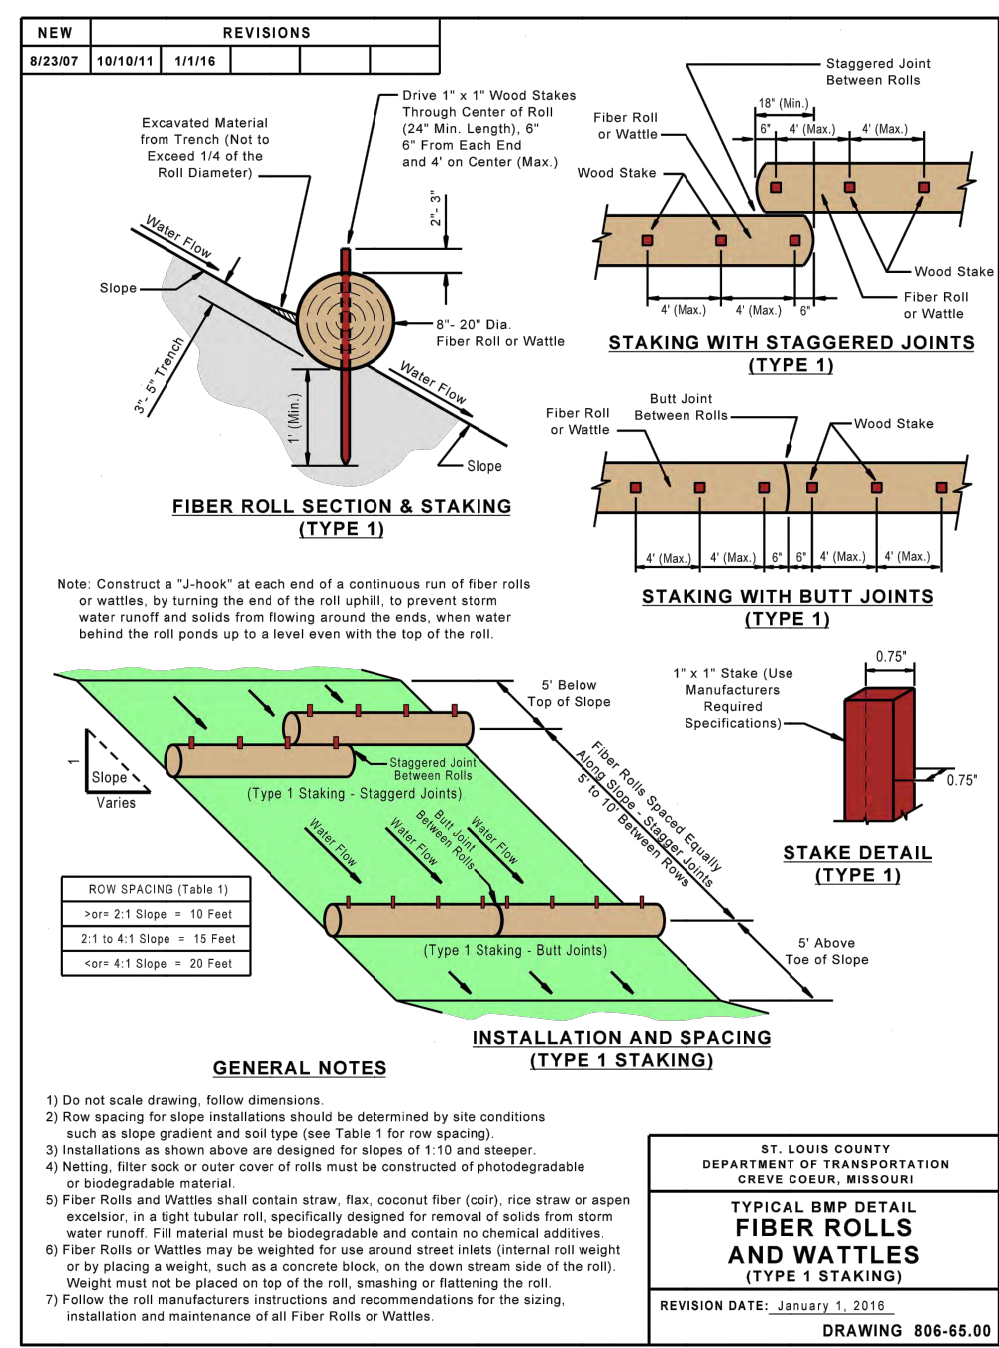 NEW
REVISIONS
8/23/07
10/10/11
1/1/16
Excavated Material
from Trench (Not to
Exceed 1/4 of the
Roll Diameter)
Drive 1" x 1" Wood Stakes
Through Center of Roll
(24" Min. Length), 6"
6" From Each End
and 4' on Center (Max.)
2"- 3"
Water Flow
Slope
8"- 20" Dia.
Fiber Roll or Wattle
3"- 5" Trench
1' (Min.)
Water Flow
Slope
FIBER ROLL SECTION & STAKING
(TYPE 1)
Staggered Joint
Between Rolls
18" (Min.)
6"
4' (Max.)
4' (Max.)
Fiber Roll
or Wattle
Wood Stake
Wood Stake
Fiber Roll
or Wattle
4' (Max.)
4' (Max.)
6"
STAKING WITH STAGGERED JOINTS
(TYPE 1)
Butt Joint
Between Rolls
Fiber Roll
or Wattle
Wood Stake
4' (Max.)
4' (Max.)
6"
6"
4' (Max.)
4' (Max.)
STAKING WITH BUTT JOINTS
(TYPE 1)
Note: Construct a "J-hook" at each end of a continuous run of fiber rolls
or wattles, by turning the end of the roll uphill, to prevent storm
water runoff and solids from flowing around the ends, when water
behind the roll ponds up to a level even with the top of the roll.
5' Below
Top of Slope
1
Slope
Varies
Staggered Joint
Between Rolls
(Type 1 Staking - Staggerd Joints)
Fiber Rolls Spaced Equally
Along Slope - Stagger Joints
5' to 10' Between Rows
Water Flow
Water Flow
Butt Joint
Between Rolls
Water Flow
(Type 1 Staking - Butt Joints)
5' Above
Toe of Slope
1" x 1" Stake (Use
Manufacturers
Required
Specifications)
0.75"
0.75"
STAKE DETAIL
(TYPE 1)
ROW SPACING (Table 1)
>or= 2:1 Slope = 10 Feet
2:1 to 4:1 Slope = 15 Feet
<or= 4:1 Slope = 20 Feet
INSTALLATION AND SPACING
(TYPE 1 STAKING)
GENERAL NOTES
1) Do not scale drawing, follow dimensions.
2) Row spacing for slope installations should be determined by site conditions
such as slope gradient and soil type (see Table 1 for row spacing).
3) Installations as shown above are designed for slopes of 1:10 and steeper.
4) Netting, filter sock or outer cover of rolls must be constructed of photodegradable
or biodegradable material.
5) Fiber Rolls and Wattles shall contain straw, flax, coconut fiber (coir), rice straw or aspen
excelsior, in a tight tubular roll, specifically designed for removal of solids from storm
water runoff. Fill material must be biodegradable and contain no chemical additives.
6) Fiber Rolls or Wattles may be weighted for use around street inlets (internal roll weight
or by placing a weight, such as a concrete block, on the down stream side of the roll).
Weight must not be placed on top of the roll, smashing or flattening the roll.
7) Follow the roll manufacturers instructions and recommendations for the sizing,
installation and maintenance of all Fiber Rolls or Wattles.
ST. LOUIS COUNTY
DEPARTMENT OF TRANSPORTATION
CREVE COEUR, MISSOURI
TYPICAL BMP DETAIL
FIBER ROLLS
AND WATTLES
(TYPE 1 STAKING)
REVISION DATE: January 1, 2016
DRAWING 806-65.00